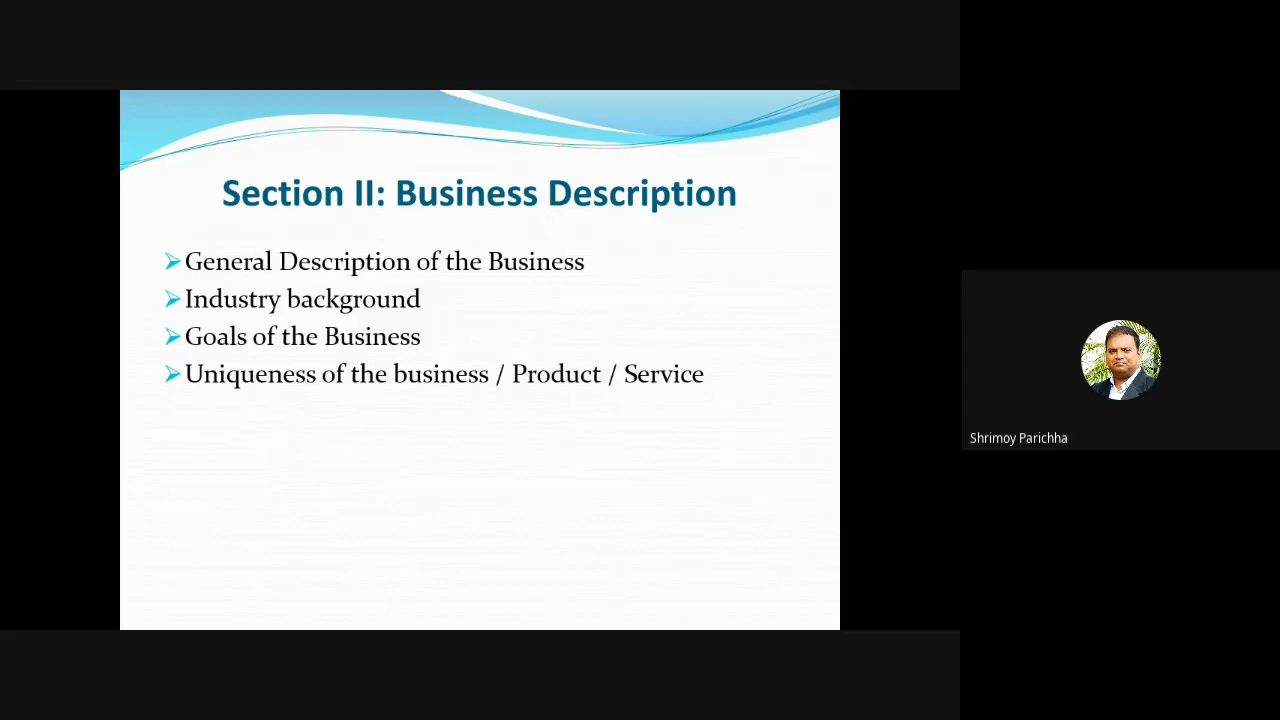 Section II: Business Description
General Description of the Business
Industry background
Goals of the Business
Uniqueness of the business / Product / Service
Shrimoy Parichha